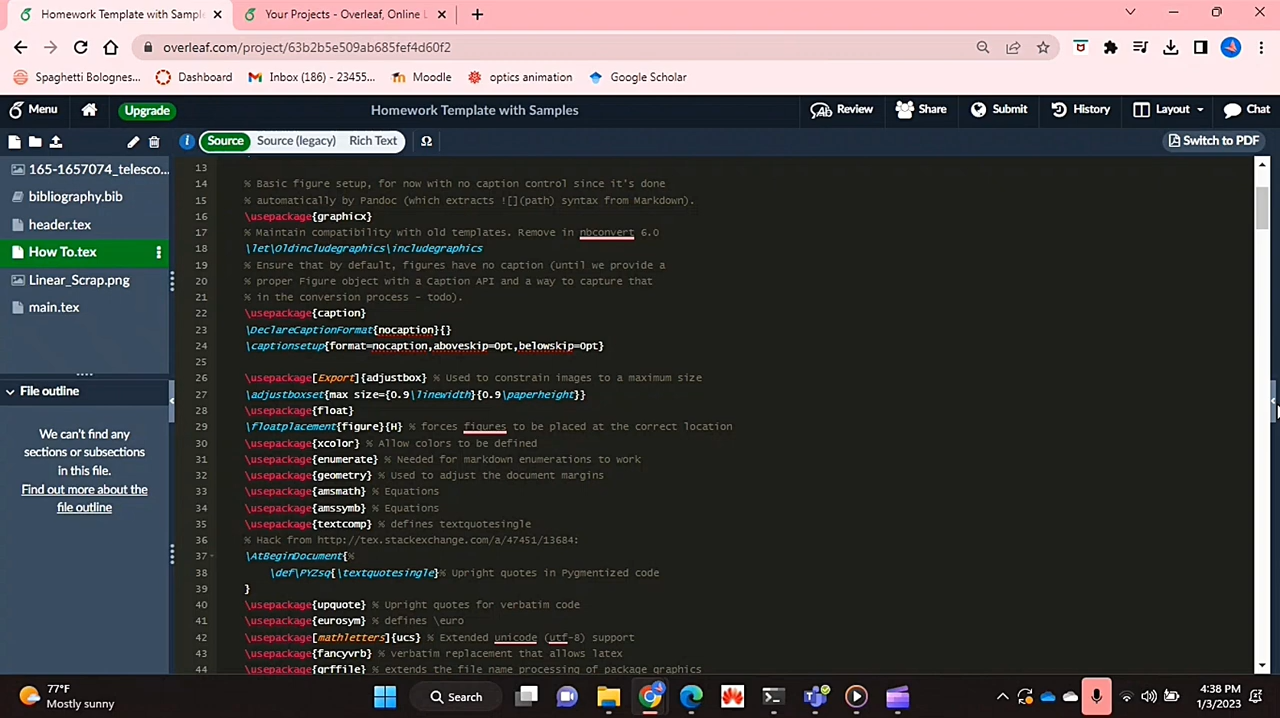 Homework Template with Sampl
Your Projects - Overleaf, Online L
overleaf.com/project/63b2b5e509ab685fef4d60f2
Spaghetti Bolognes...
Dashboard
Inbox (186) - 23455...
Moodle
optics animation
Google Scholar
Menu
Upgrade
Homework Template with Samples
Review
Share
Submit
History
Layout
Chat
Source
Source (legacy)
Rich Text
Ω
Switch to PDF
165-1657074_telesco...
bibliography.bib
header.tex
How To.tex
Linear_Scrap.png
main.tex
File outline
We can't find any
sections or subsections
in this file.
Find out more about the
file outline
13
14 % Basic figure setup, for now with no caption control since it's done
15 % automatically by Pandoc (which extracts ![](path) syntax from Markdown).
16 \usepackage{graphicx}
17 % Maintain compatibility with old templates. Remove in nbconvert 6.0
18 \let\Oldincludegraphics\includegraphics
19 % Ensure that by default, figures have no caption (until we provide a
20 % proper Figure object with a Caption API and a way to capture that
21 % in the conversion process - todo).
22 \usepackage{caption}
23 \DeclareCaptionFormat{nocaption}{}
24 \captionsetup{format=nocaption,aboveskip=0pt,belowskip=0pt}
25
26 \usepackage[Export]{adjustbox} % Used to constrain images to a maximum size
27 \adjustboxset{max size={0.9\linewidth}{0.9\paperheight}}
28 \usepackage{float}
29 \floatplacement{figure}{H} % forces figures to be placed at the correct location
30 \usepackage{xcolor} % Allow colors to be defined
31 \usepackage{enumerate} % Needed for markdown enumerations to work
32 \usepackage{geometry} % Used to adjust the document margins
33 \usepackage{amsmath} % Equations
34 \usepackage{amssymb} % Equations
35 \usepackage{textcomp} % defines textquotesingle
36 % Hack from http://tex.stackexchange.com/a/47451/13684:
37 \AtBeginDocument{%
38 \def\PYZsq{\textquotesingle}% Upright quotes in Pygmentized code
39 }
40 \usepackage{upquote} % Upright quotes for verbatim code
41 \usepackage{eurosym} % defines \euro
42 \usepackage[mathletters]{ucs} % Extended unicode (utf-8) support
43 \usepackage{fancyvrb} % verbatim replacement that allows latex
44 \usepackage{grffile} % extends the file name processing of package graphics
77°F
Mostly sunny
Search
4:38 PM
1/3/2023